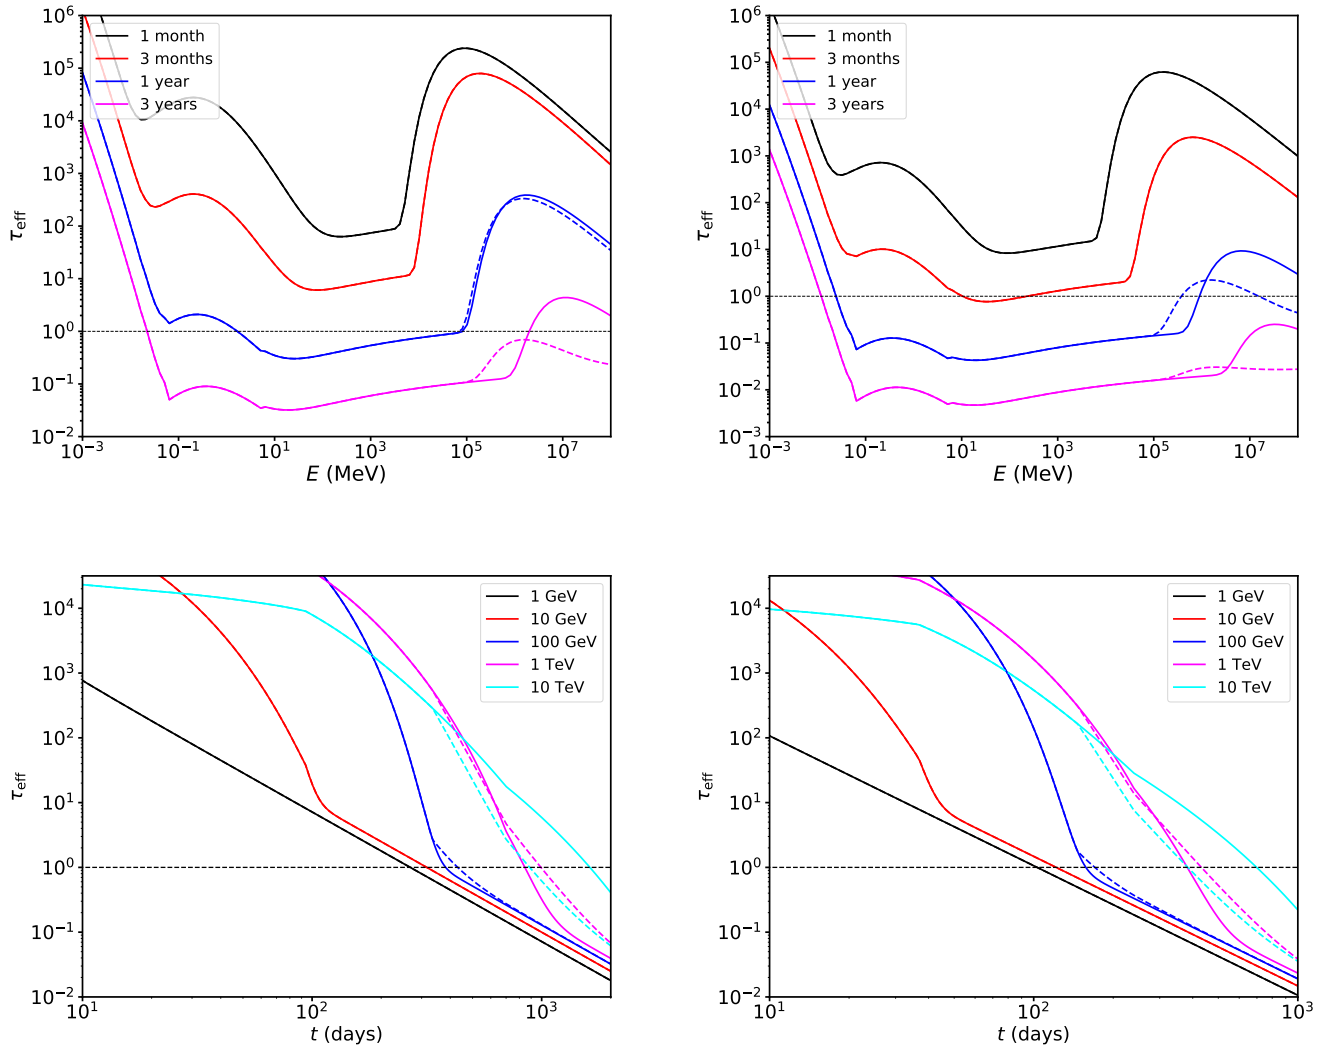 10^6
10^5
10^4
10^3
10^2
10^1
10^0
10^−1
10^−2
τ_eff
1 month
3 months
1 year
3 years
10^−3 10^−1 10^1 10^3 10^5 10^7
E (MeV)
10^6
10^5
10^4
10^3
10^2
10^1
10^0
10^−1
10^−2
10^−3
τ_eff
1 month
3 months
1 year
3 years
10^−3 10^−1 10^1 10^3 10^5 10^7
E (MeV)
10^4
10^3
10^2
10^1
10^0
10^−1
10^−2
τ_eff
1 GeV
10 GeV
100 GeV
1 TeV
10 TeV
10^1 10^2 10^3
t (days)
10^4
10^3
10^2
10^1
10^0
10^−1
10^−2
τ_eff
1 GeV
10 GeV
100 GeV
1 TeV
10 TeV
10^1 10^2 10^3
t (days)